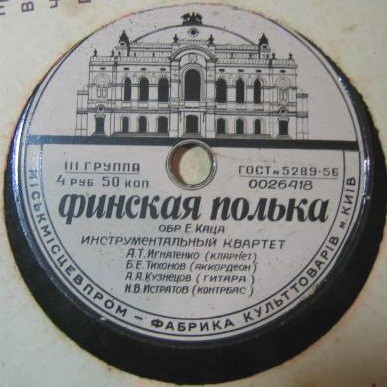 III ГРУППА
4 РУБ 50 КОП.
ГОСТ № 5289-56
0026418
ФИНСКАЯ ПОЛЬКА
ОБР. Е. КАЦА
ИНСТРУМЕНТАЛЬНЫЙ КВАРТЕТ
А.Т. ИГНАТЕНКО (КЛАРНЕТ)
Б.Е. ТИХОНОВ (АККОРДЕОН)
А.А. КУЗНЕЦОВ (ГИТАРА)
Н.В. ИСТРАТОВ (КОНТРБАС)
МІСЬКМІСЦЕВПРОМ – ФАБРИКА КУЛЬТТОВАРІВ М. КИЇВ